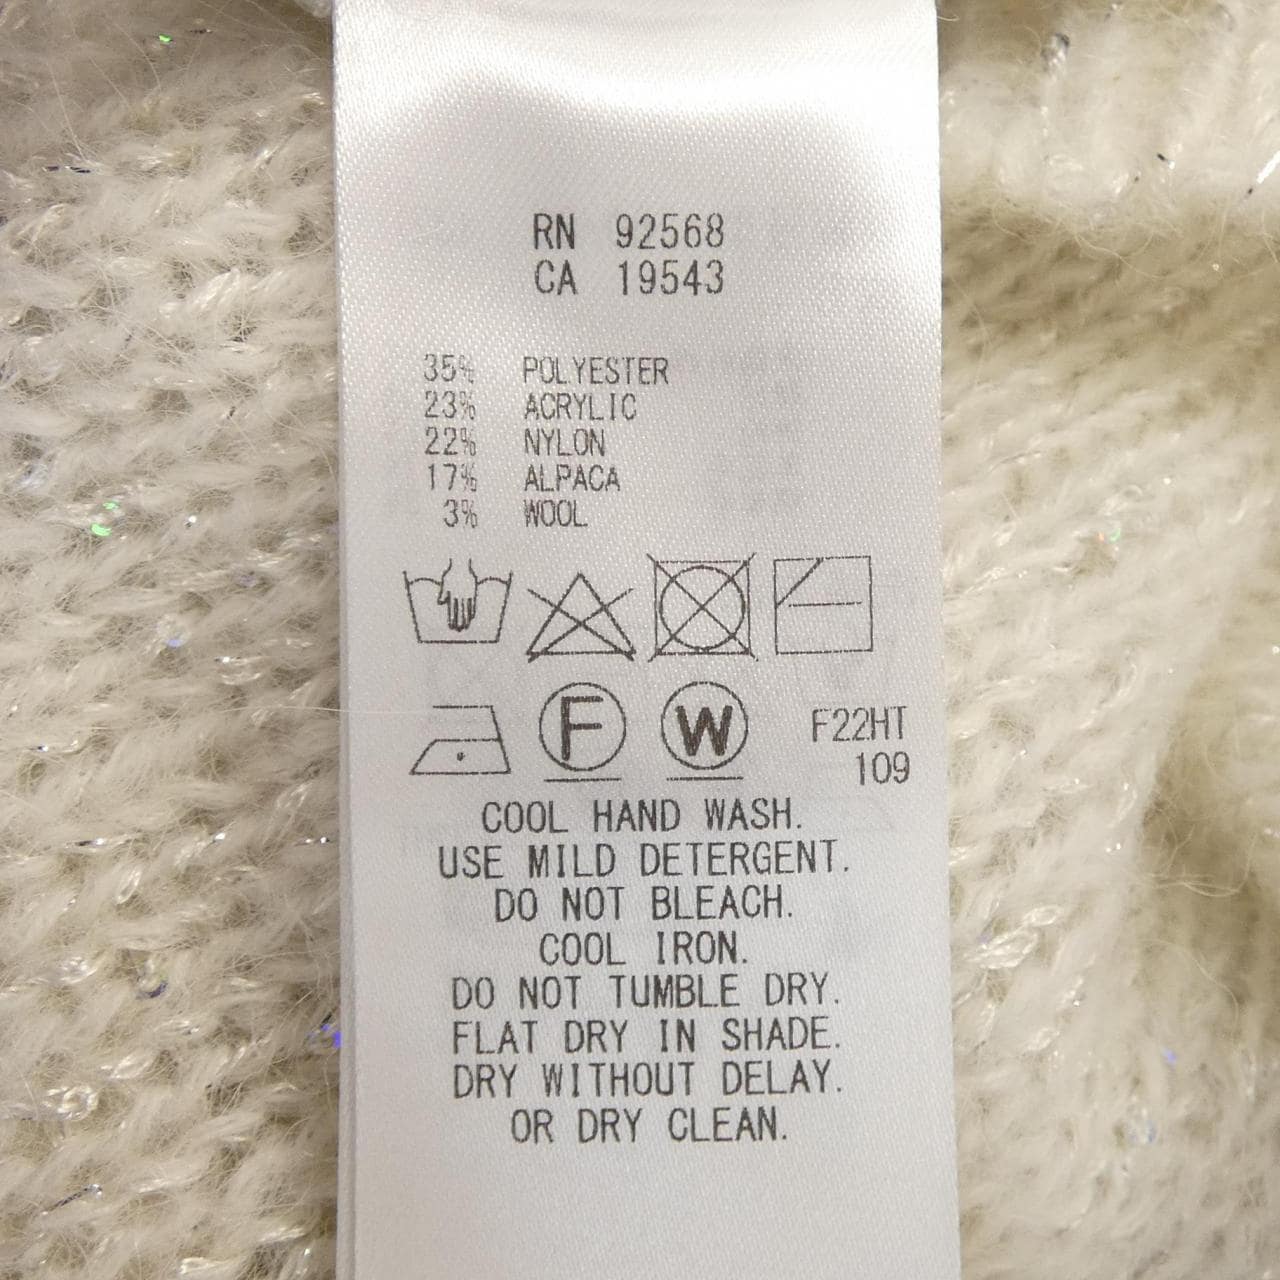 RN 92568
CA 19543
35% POLYESTER
23% ACRYLIC
22% NYLON
17% ALPACA
3% WOOL
F W F22HT
109
COOL HAND WASH.
USE MILD DETERGENT.
DO NOT BLEACH.
COOL IRON.
DO NOT TUMBLE DRY.
FLAT DRY IN SHADE.
DRY WITHOUT DELAY.
OR DRY CLEAN.